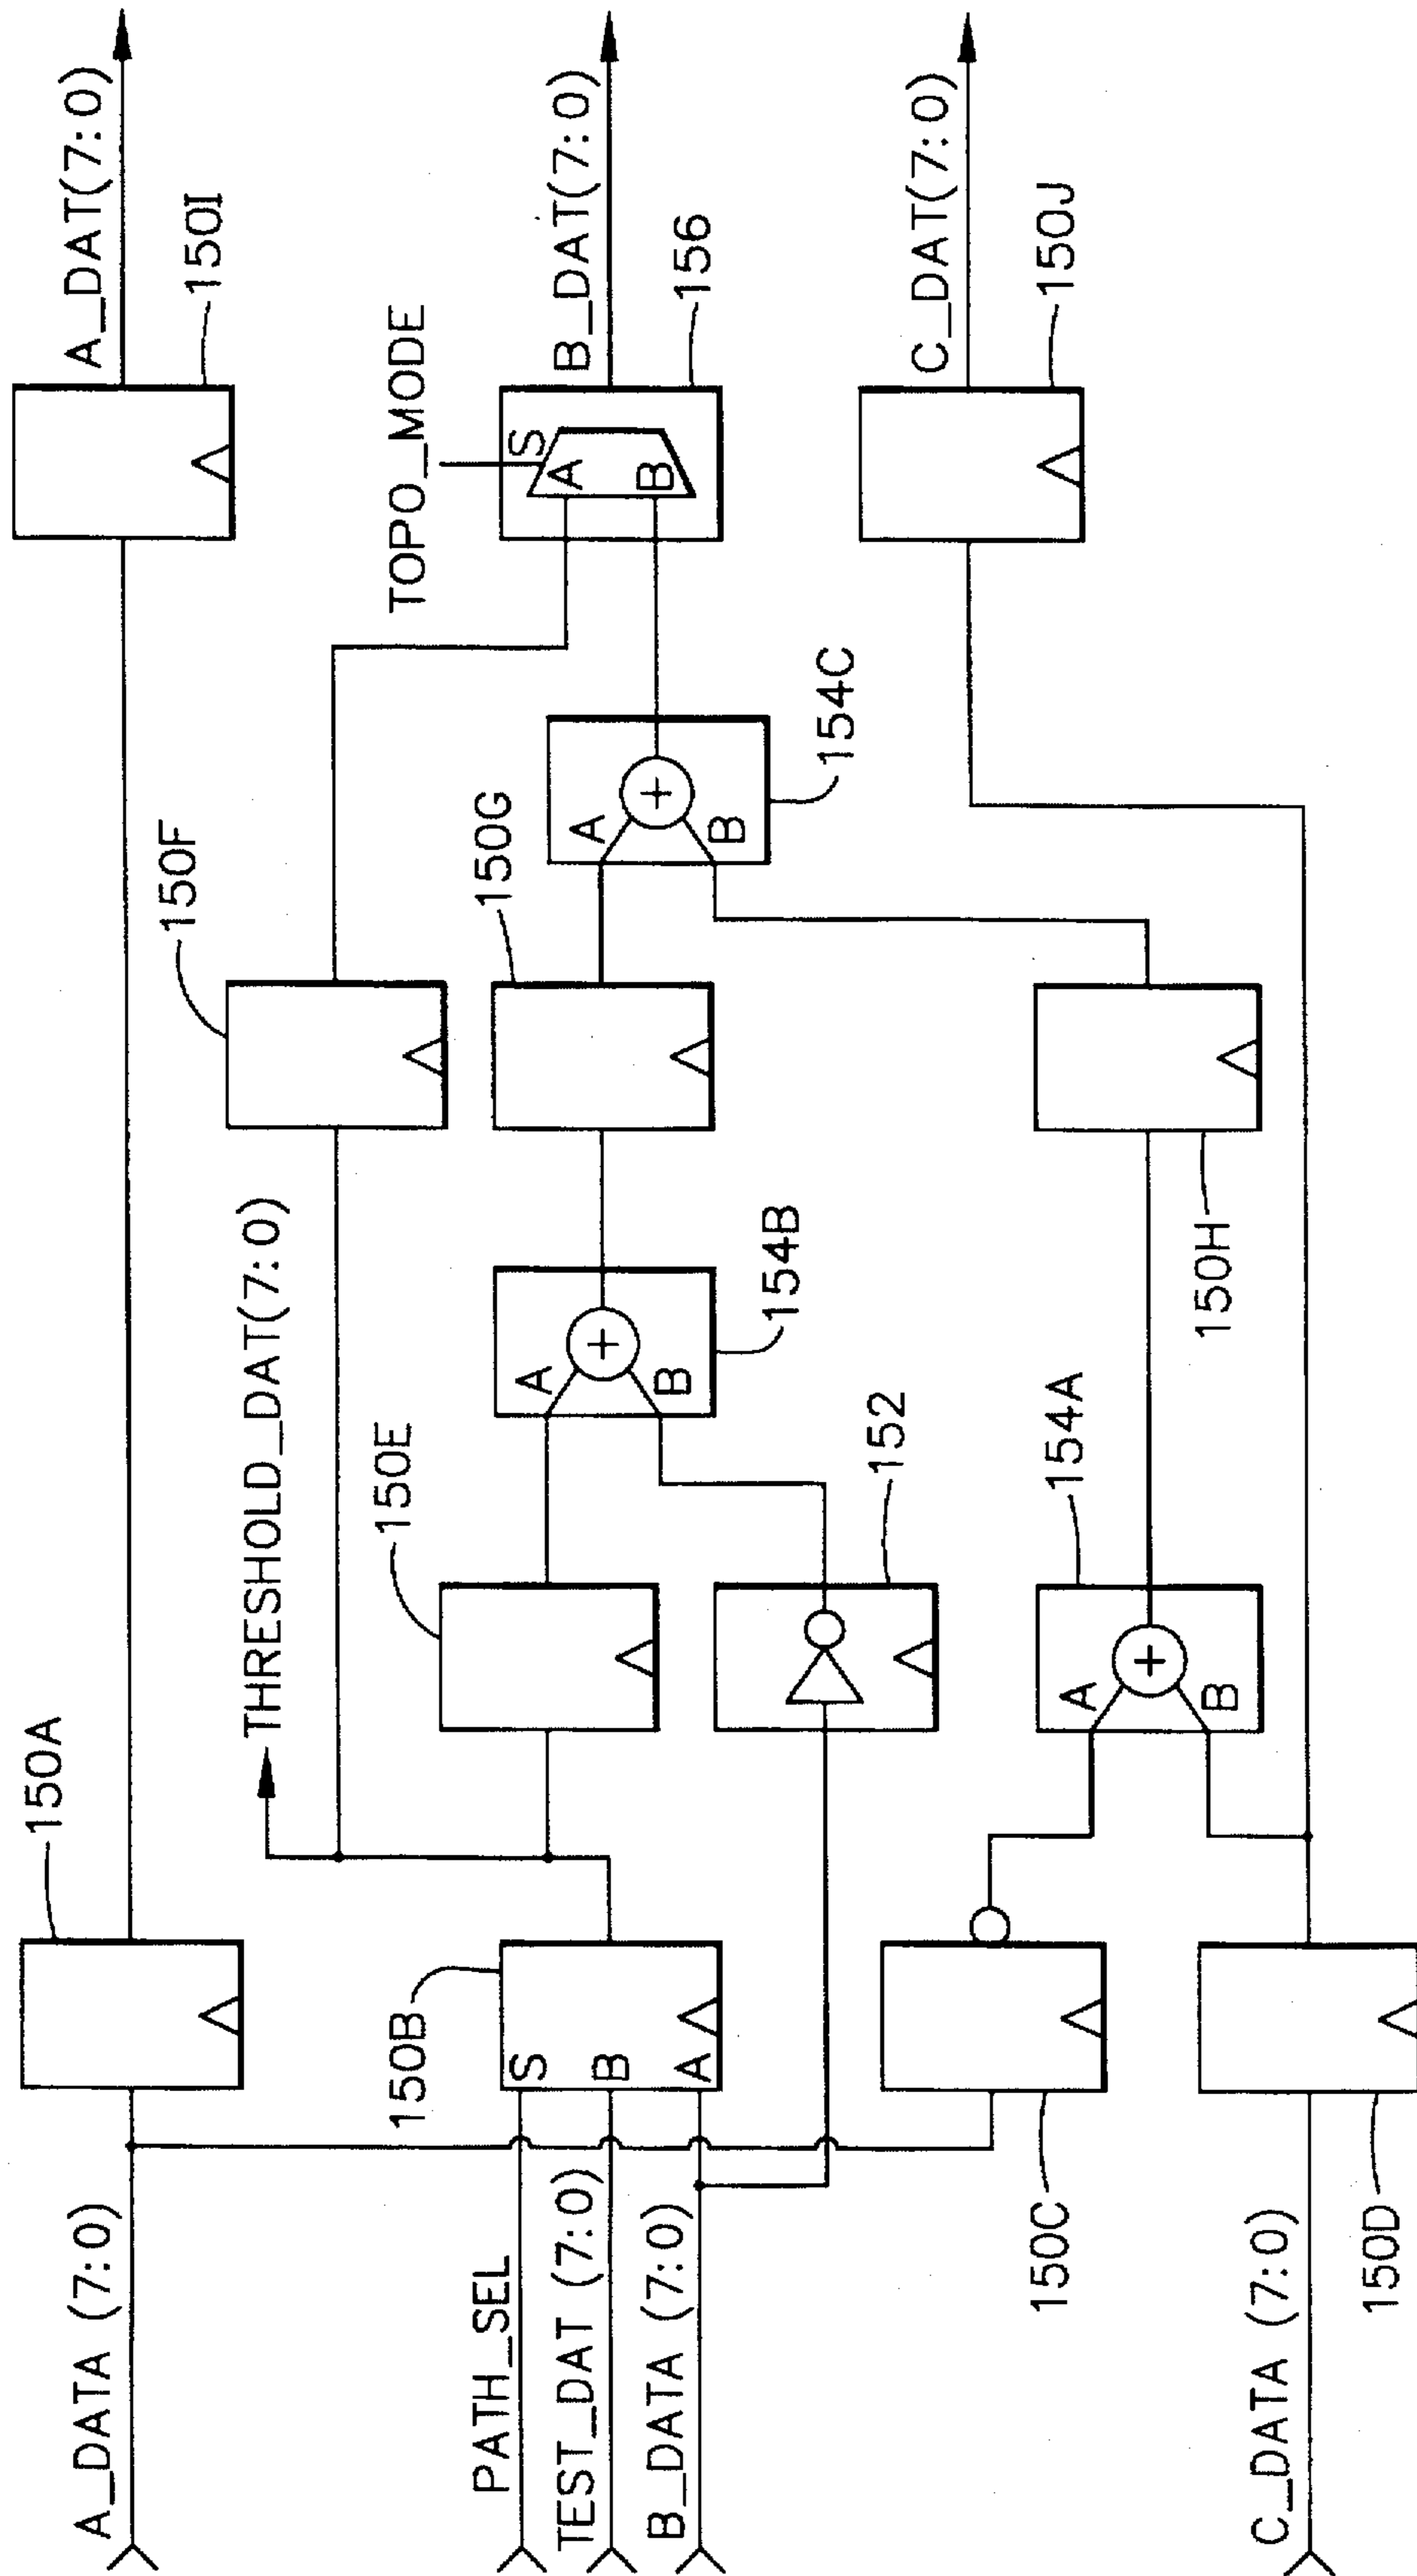 A_DATA (7:0)
150A
A_DAT(7:0)
150I
THRESHOLD_DAT(7:0)
150F
TOPO_MODE
PATH_SEL
TEST_DAT (7:0)
B_DATA (7:0)
150B
S
B
A
150E
A
B
+
154B
150G
A
B
+
154C
S
A
B
B_DAT(7:0)
156
152
150C
A
B
+
154A
150H
C_DAT(7:0)
150J
C_DATA (7:0)
150D